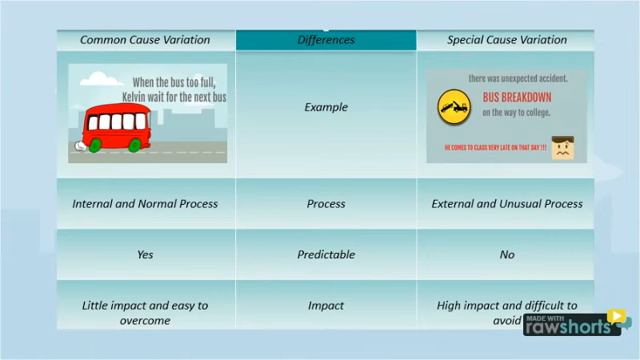 Common Cause Variation
Differences
Special Cause Variation
When the bus too full,
Kelvin wait for the next bus
Example
there was unexpected accident.
BUS BREAKDOWN
on the way to college.
HE COMES TO CLASS VERY LATE ON THAT DAY !!!
Internal and Normal Process
Process
External and Unusual Process
Yes
Predictable
No
Little impact and easy to
overcome
Impact
High impact and difficult to
avoid
MADE WITH
rawshorts